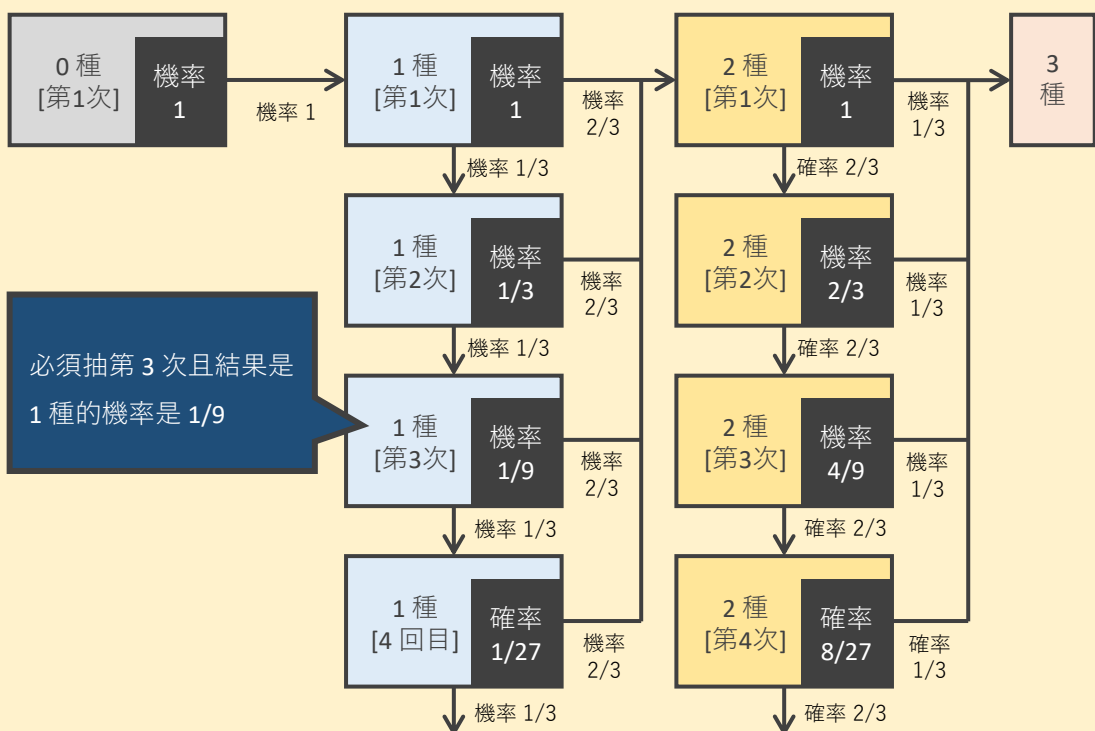 0 種
[第1次]
機率
1
機率 1
1 種
[第1次]
機率
1
機率
2/3
2 種
[第1次]
機率
1
機率
1/3
3
種
機率 1/3
確率 2/3
1 種
[第2次]
機率
1/3
機率
2/3
2 種
[第2次]
機率
2/3
機率
1/3
機率 1/3
確率 2/3
必須抽第 3 次且結果是
1 種的機率是 1/9
1 種
[第3次]
機率
1/9
機率
2/3
2 種
[第3次]
機率
4/9
機率
1/3
機率 1/3
確率 2/3
1 種
[4 回目]
確率
1/27
機率
2/3
2 種
[第4次]
確率
8/27
確率
1/3
機率 1/3
確率 2/3